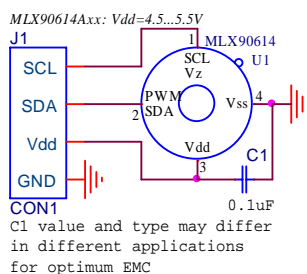 MLX90614Axx: Vdd=4.5...5.5V
J1
1
MLX90614
SCL
SCL
Vz
U1
SDA
PWM
SDA
2
Vss
4
Vdd
Vdd
3
C1
GND
CON1
0.1uF
C1 value and type may differ
in different applications
for optimum EMC